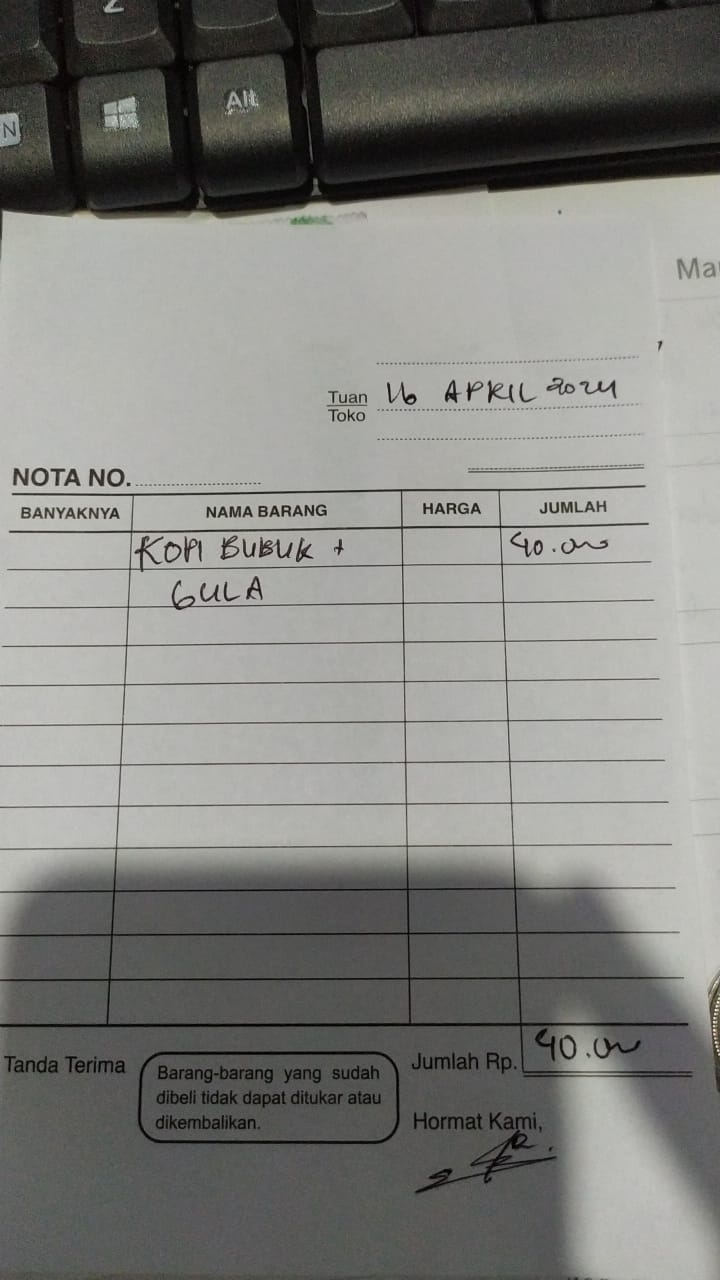 Z
N
Alt
Ma
Tuan 16 APRIL 2024
Toko
NOTA NO.
BANYAKNYA NAMA BARANG HARGA JUMLAH
KOPI BUBUK + 40.000
GULA
Tanda Terima
Barang-barang yang sudah
dibeli tidak dapat ditukar atau
dikembalikan.
Jumlah Rp. 40.000
Hormat Kami,